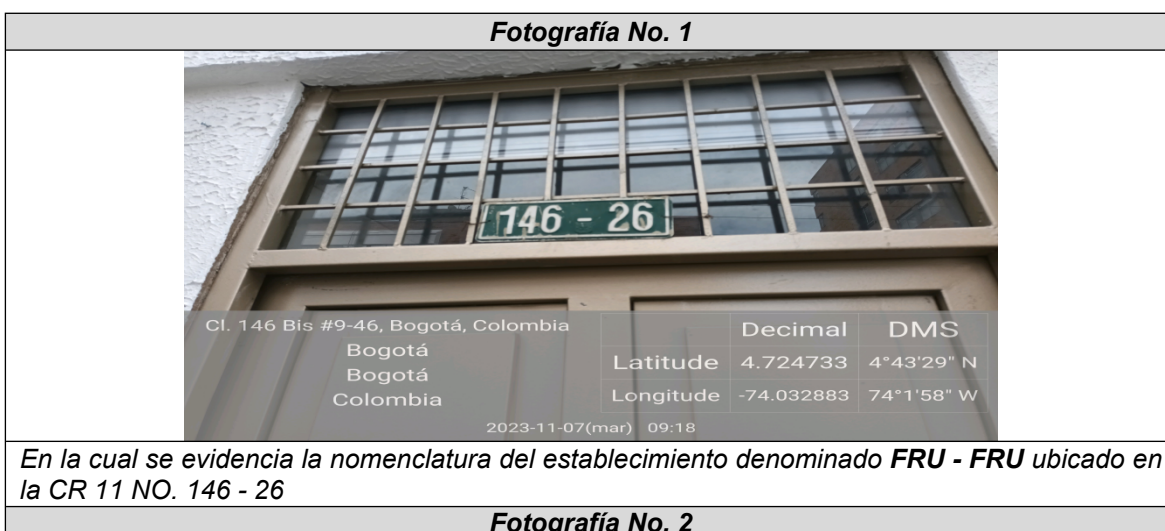 Fotografía No. 1
146 - 26
Cl. 146 Bis #9-46, Bogotá, Colombia
Bogotá
Bogotá
Colombia
Decimal DMS
Latitude 4.724733 4°43'29" N
Longitude -74.032883 74°1'58" W
2023-11-07(mar) 09:18
En la cual se evidencia la nomenclatura del establecimiento denominado FRU - FRU ubicado en
la CR 11 NO. 146 - 26
Fotografía No. 2